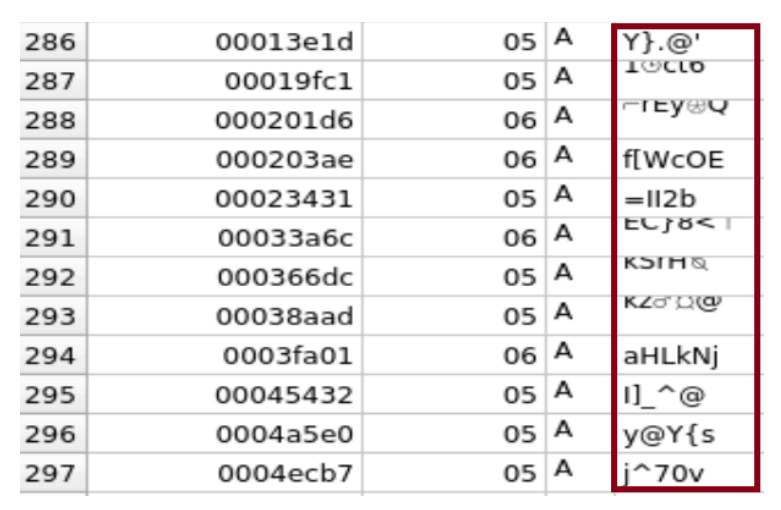 286 00013e1d 05 A Y}.@'
287 00019fc1 05 A
288 000201d6 06 A
289 000203ae 06 A f[WcOE
290 00023431 05 A =II2b
291 00033a6c 06 A
292 000366dc 05 A
293 00038aad 05 A
294 0003fa01 06 A aHLkNj
295 00045432 05 A I]_^@
296 0004a5e0 05 A y@Y{s
297 0004ecb7 05 A j^70v